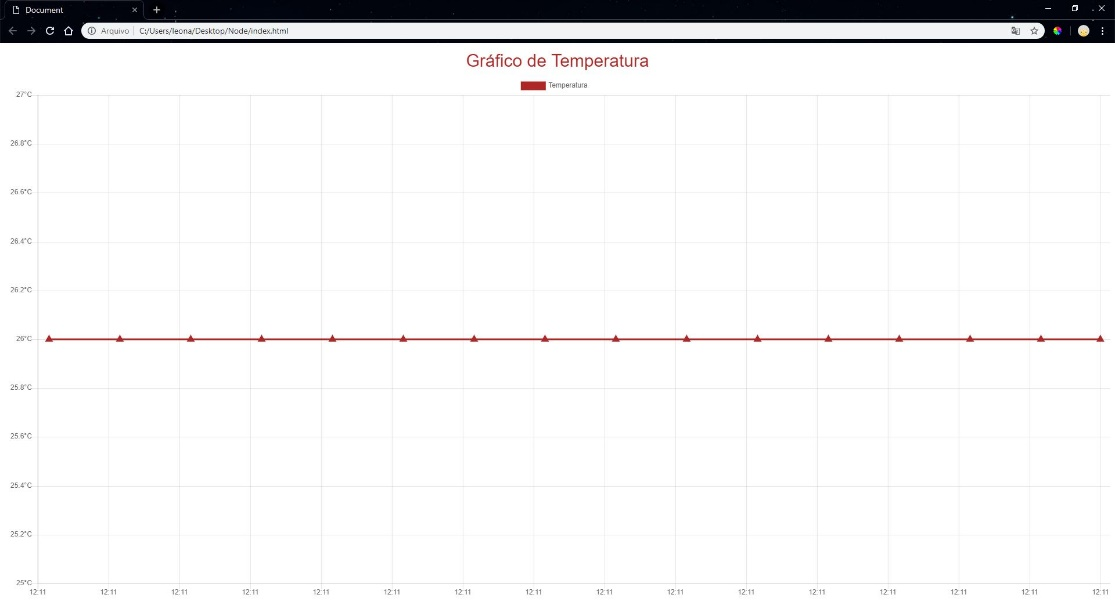 Document
Arquivo C:/Users/leona/Desktop/Node/index.html
Gráfico de Temperatura
Temperatura
27°C
26.8°C
26.6°C
26.4°C
26.2°C
26°C
25.8°C
25.6°C
25.4°C
25.2°C
25°C
12:11 12:11 12:11 12:11 12:11 12:11 12:11 12:11 12:11 12:11 12:11 12:11 12:11 12:11 12:11 12:11